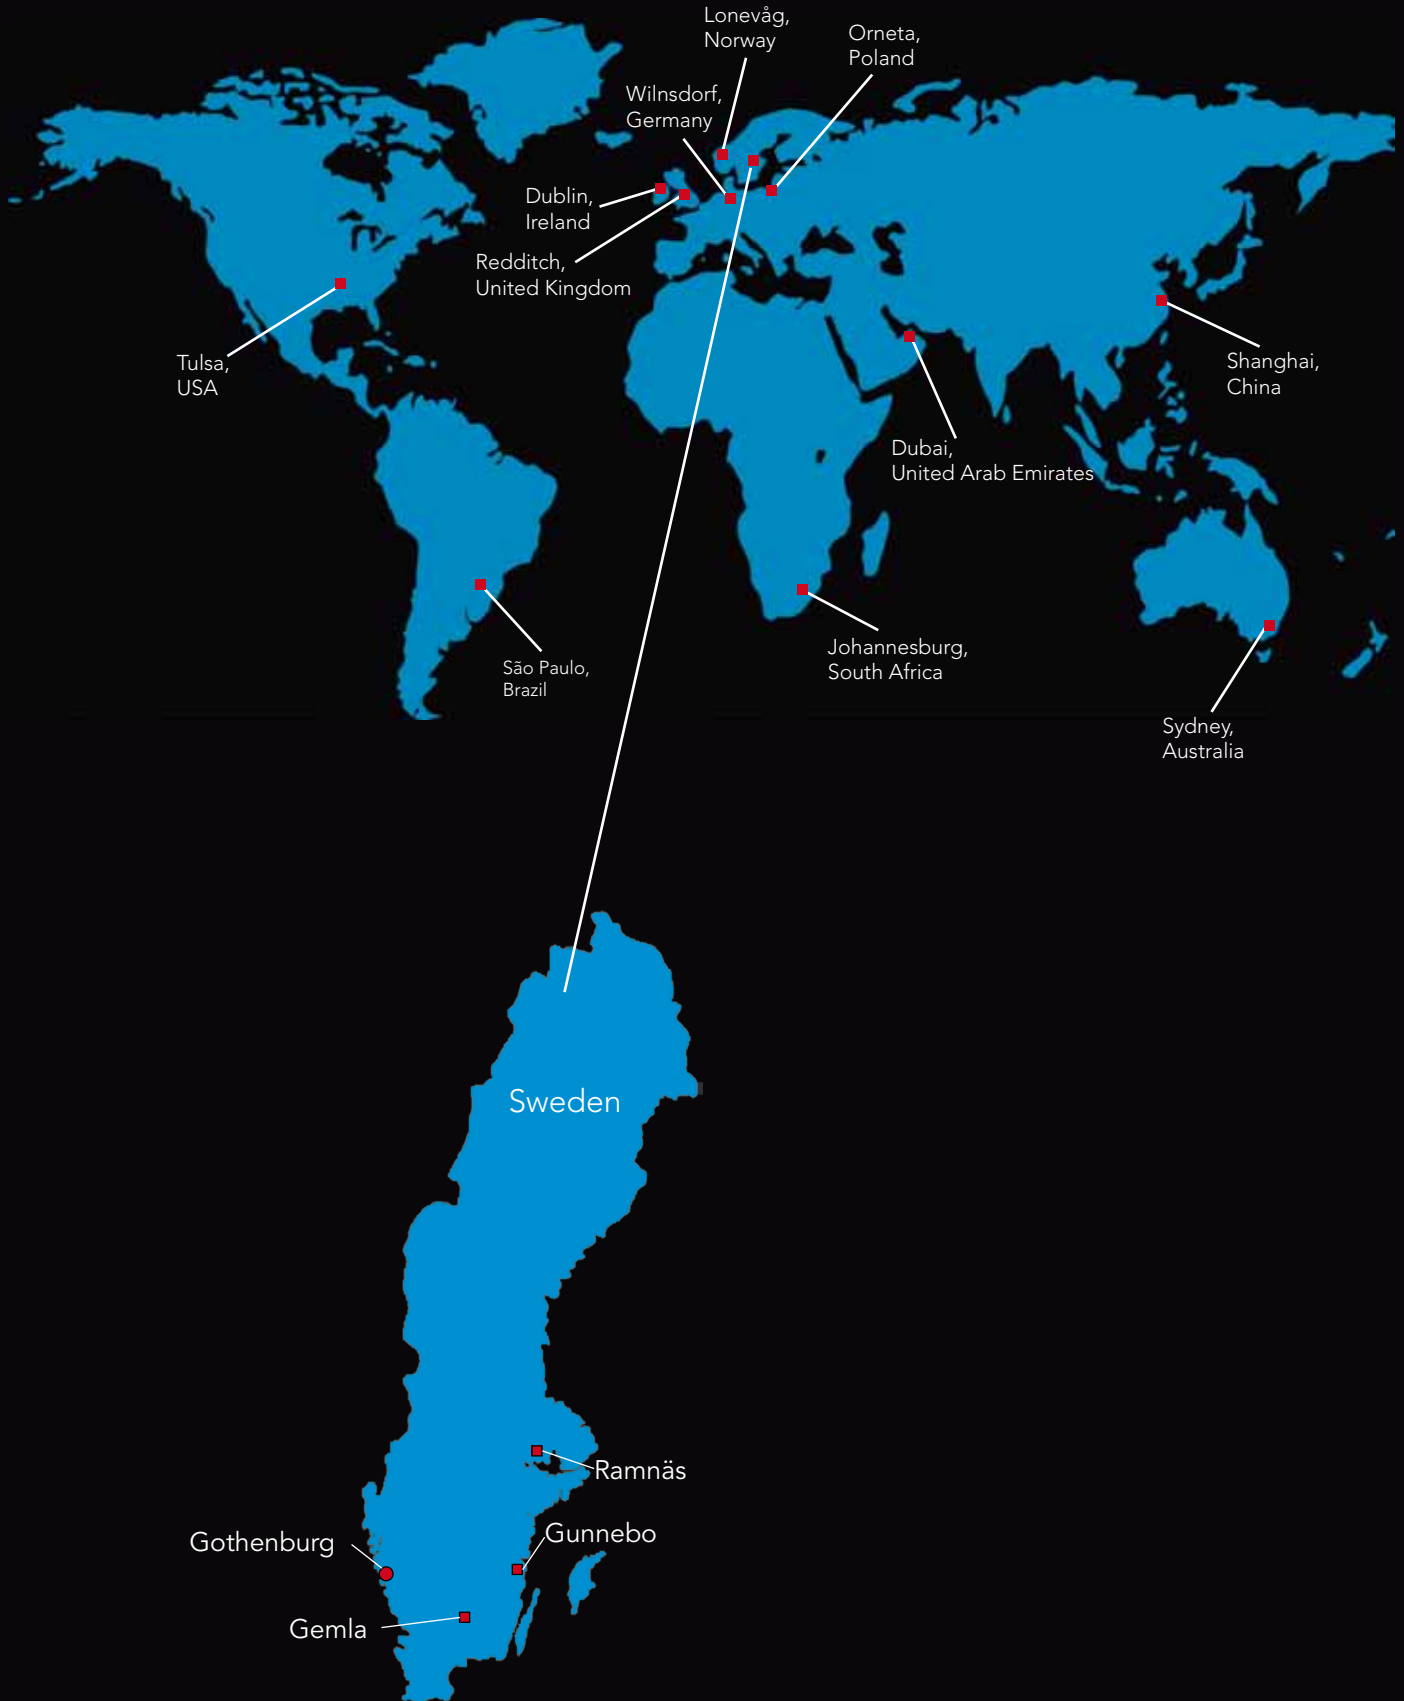 Lonevåg,
Norway
Orneta,
Poland
Wilnsdorf,
Germany
Dublin,
Ireland
Redditch,
United Kingdom
Tulsa,
USA
Shanghai,
China
Dubai,
United Arab Emirates
São Paulo,
Brazil
Johannesburg,
South Africa
Sydney,
Australia
Sweden
Ramnäs
Gunnebo
Gothenburg
Gemla